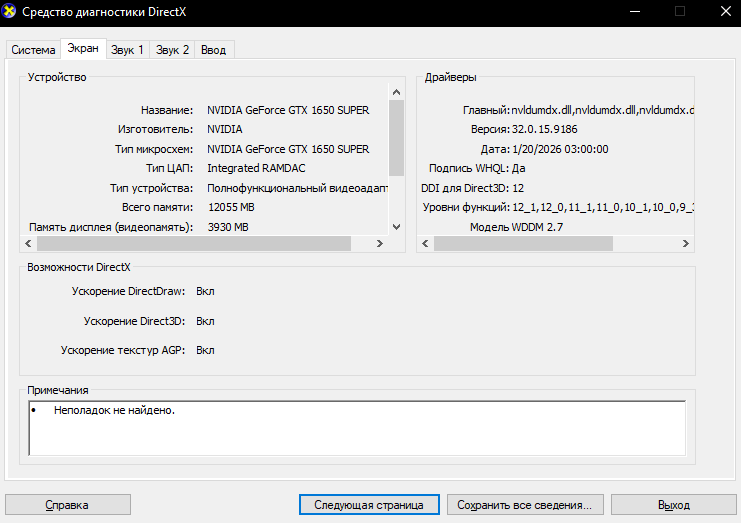 Средство диагностики DirectX
Система Экран Звук 1 Звук 2 Ввод
Устройство
Название: NVIDIA GeForce GTX 1650 SUPER
Изготовитель: NVIDIA
Тип микросхем: NVIDIA GeForce GTX 1650 SUPER
Тип ЦАП: Integrated RAMDAC
Тип устройства: Полнофункциональный видеоадапт
Всего памяти: 12055 MB
Память дисплея (видеопамять): 3930 MB
Драйверы
Главный: nvldumdx.dll,nvldumdx.dll,nvldumdx.d
Версия: 32.0.15.9186
Дата: 1/20/2026 03:00:00
Подпись WHQL: Да
DDI для Direct3D: 12
Уровни функций: 12_1,12_0,11_1,11_0,10_1,10_0,9_3
Модель WDDM 2.7
Возможности DirectX
Ускорение DirectDraw: Вкл
Ускорение Direct3D: Вкл
Ускорение текстур AGP: Вкл
Примечания
• Неполадок не найдено.
Справка Следующая страница Сохранить все сведения... Выход